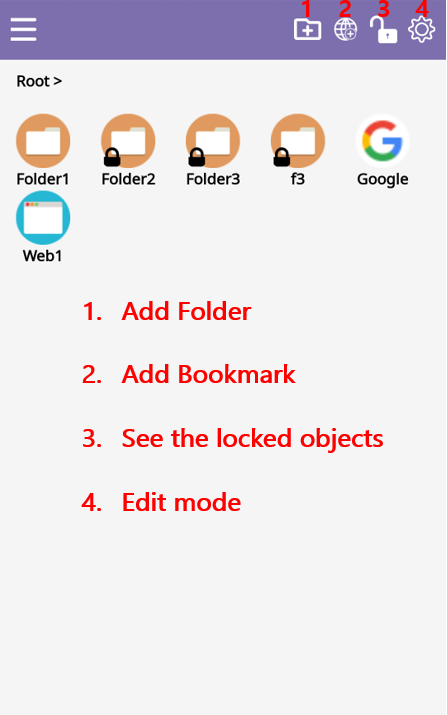 1 2 3 4
Root >
Folder1 Folder2 Folder3 f3 Google
Web1
1. Add Folder
2. Add Bookmark
3. See the locked objects
4. Edit mode